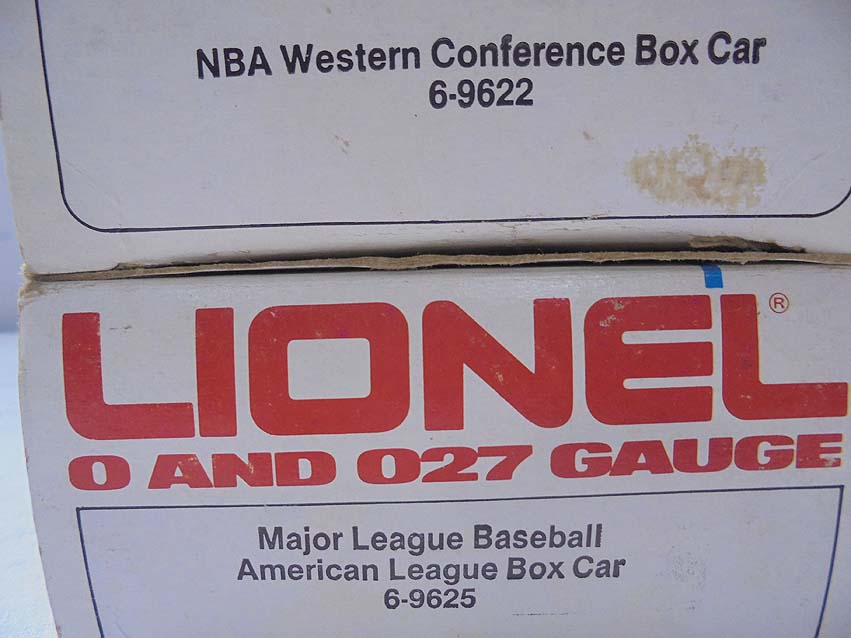 NBA Western Conference Box Car
6-9622
LIONEL®
O AND 027 GAUGE
Major League Baseball
American League Box Car
6-9625